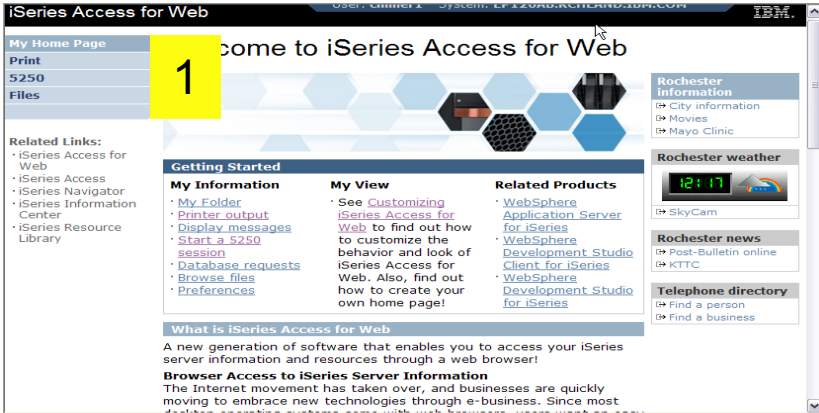 iSeries Access for Web
IBM.
My Home Page
Print
5250
Files
1
come to iSeries Access for Web
Related Links:
· iSeries Access for
Web
· iSeries Access
· iSeries Navigator
· iSeries Information
Center
· iSeries Resource
Library
Getting Started
My Information
· My Folder
· Printer output
· Display messages
· Start a 5250
session
· Database requests
· Browse files
· Preferences
My View
· See Customizing
iSeries Access for
Web to find out how
to customize the
behavior and look of
iSeries Access for
Web. Also, find out
how to create your
own home page!
Related Products
· WebSphere
Application Server
for iSeries
· WebSphere
Development Studio
Client for iSeries
· WebSphere
Development Studio
for iSeries
What is iSeries Access for Web
A new generation of software that enables you to access your iSeries
server information and resources through a web browser!
Browser Access to iSeries Server Information
The Internet movement has taken over, and businesses are quickly
moving to embrace new technologies through e-business. Since most
Rochester
information
City information
Movies
Mayo Clinic
Rochester weather
12:17
SkyCam
Rochester news
Post-Bulletin online
KTTC
Telephone directory
Find a person
Find a business